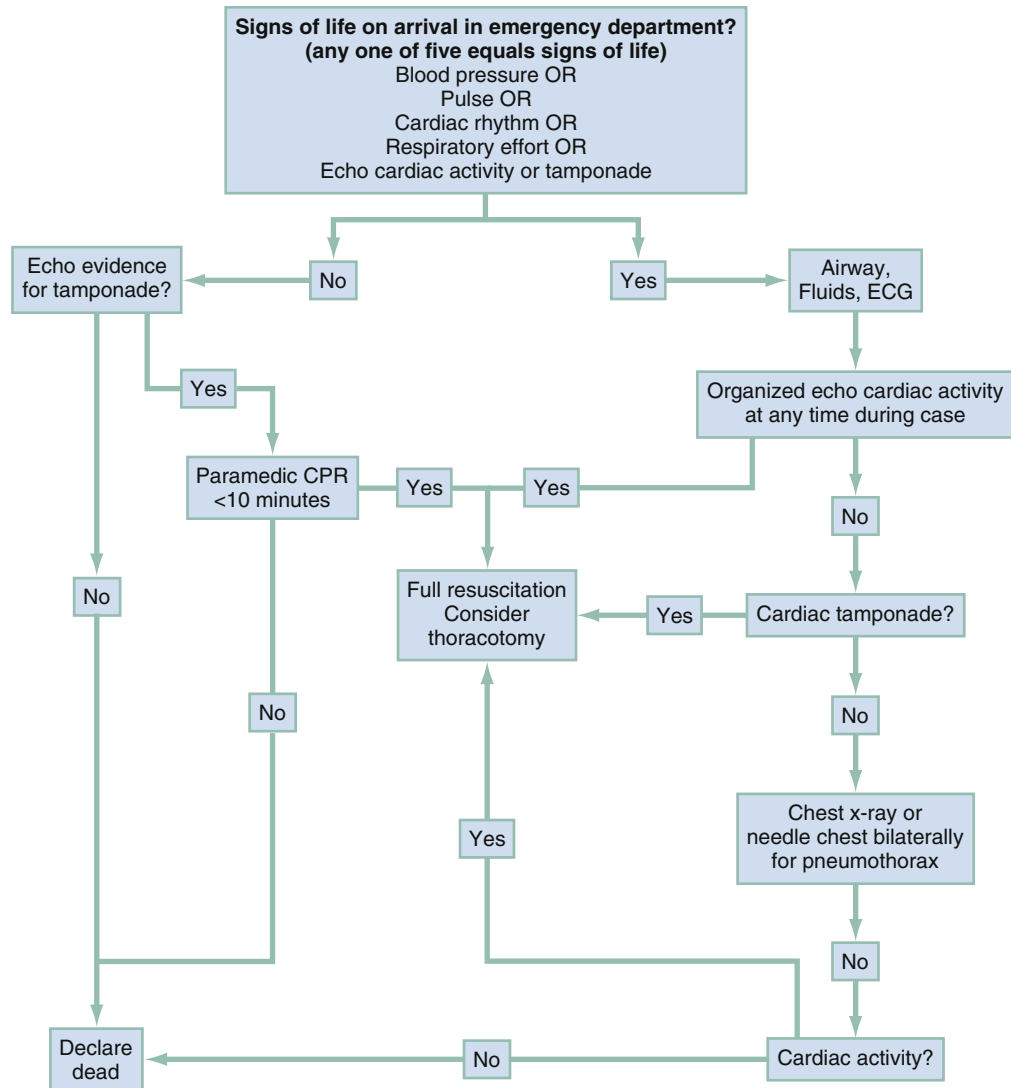 Signs of life on arrival in emergency department?
(any one of five equals signs of life)
Blood pressure OR
Pulse OR
Cardiac rhythm OR
Respiratory effort OR
Echo cardiac activity or tamponade
Echo evidence
for tamponade?
No
Yes
Airway,
Fluids, ECG
Yes
Organized echo cardiac activity
at any time during case
Paramedic CPR
<10 minutes
Yes
Yes
No
No
Full resuscitation
Consider
thoracotomy
Yes
Cardiac tamponade?
No
No
Chest x-ray or
needle chest bilaterally
for pneumothorax
Yes
No
Declare
dead
No
Cardiac activity?